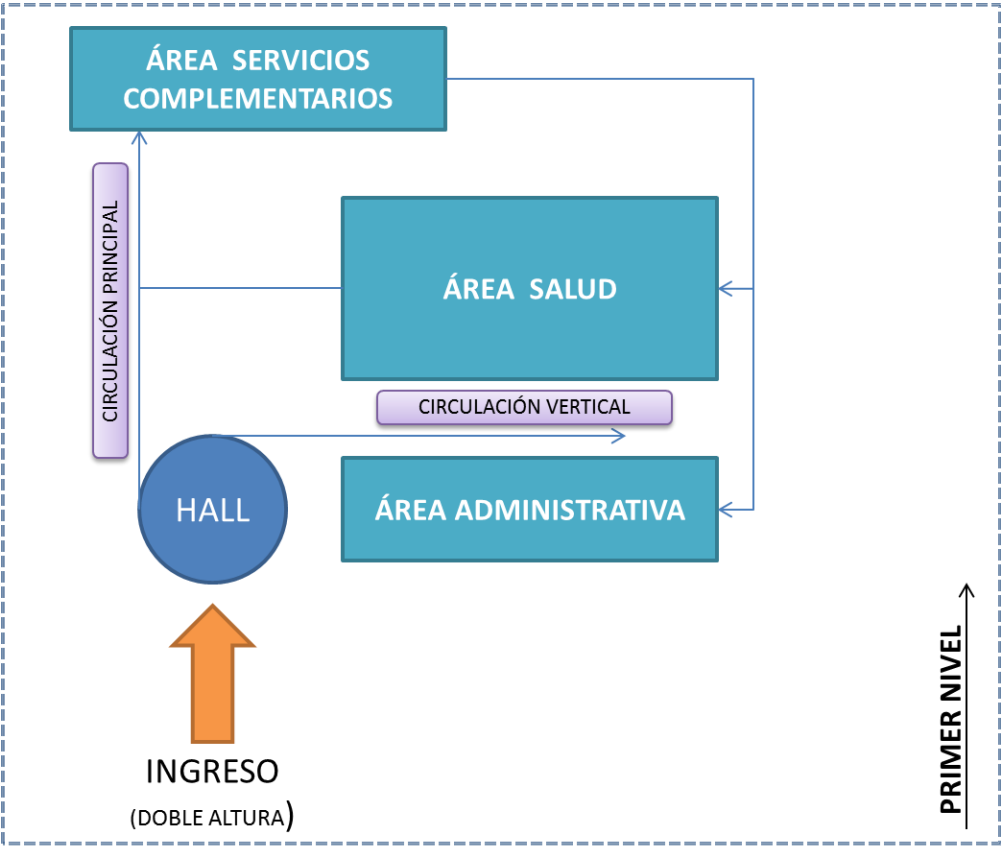 ÁREA SERVICIOS
COMPLEMENTARIOS
CIRCULACIÓN PRINCIPAL
ÁREA SALUD
CIRCULACIÓN VERTICAL
HALL
ÁREA ADMINISTRATIVA
INGRESO
(DOBLE ALTURA)
PRIMER NIVEL